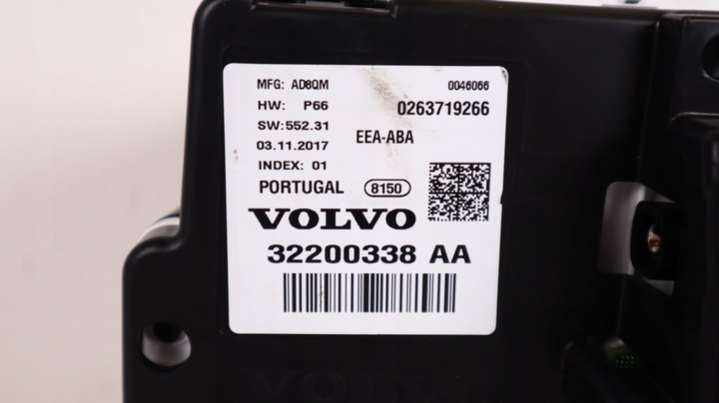 MFG: AD8QM 0046066
HW: P66 0263719266
SW:552.31 EEA-ABA
03.11.2017
INDEX: 01
PORTUGAL 8150
VOLVO
32200338 AA